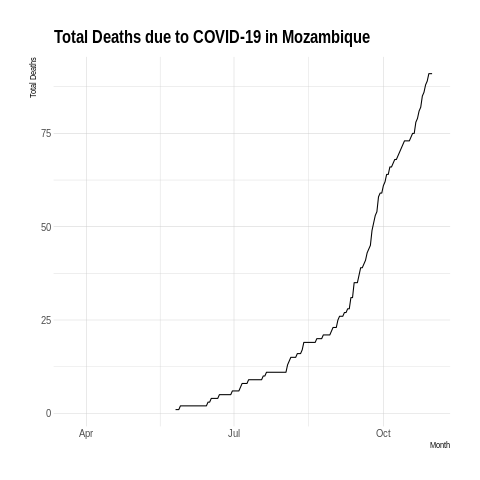 Total Deaths due to COVID-19 in Mozambique
Total Deaths
75
50
25
0
Apr Jul Oct
Month